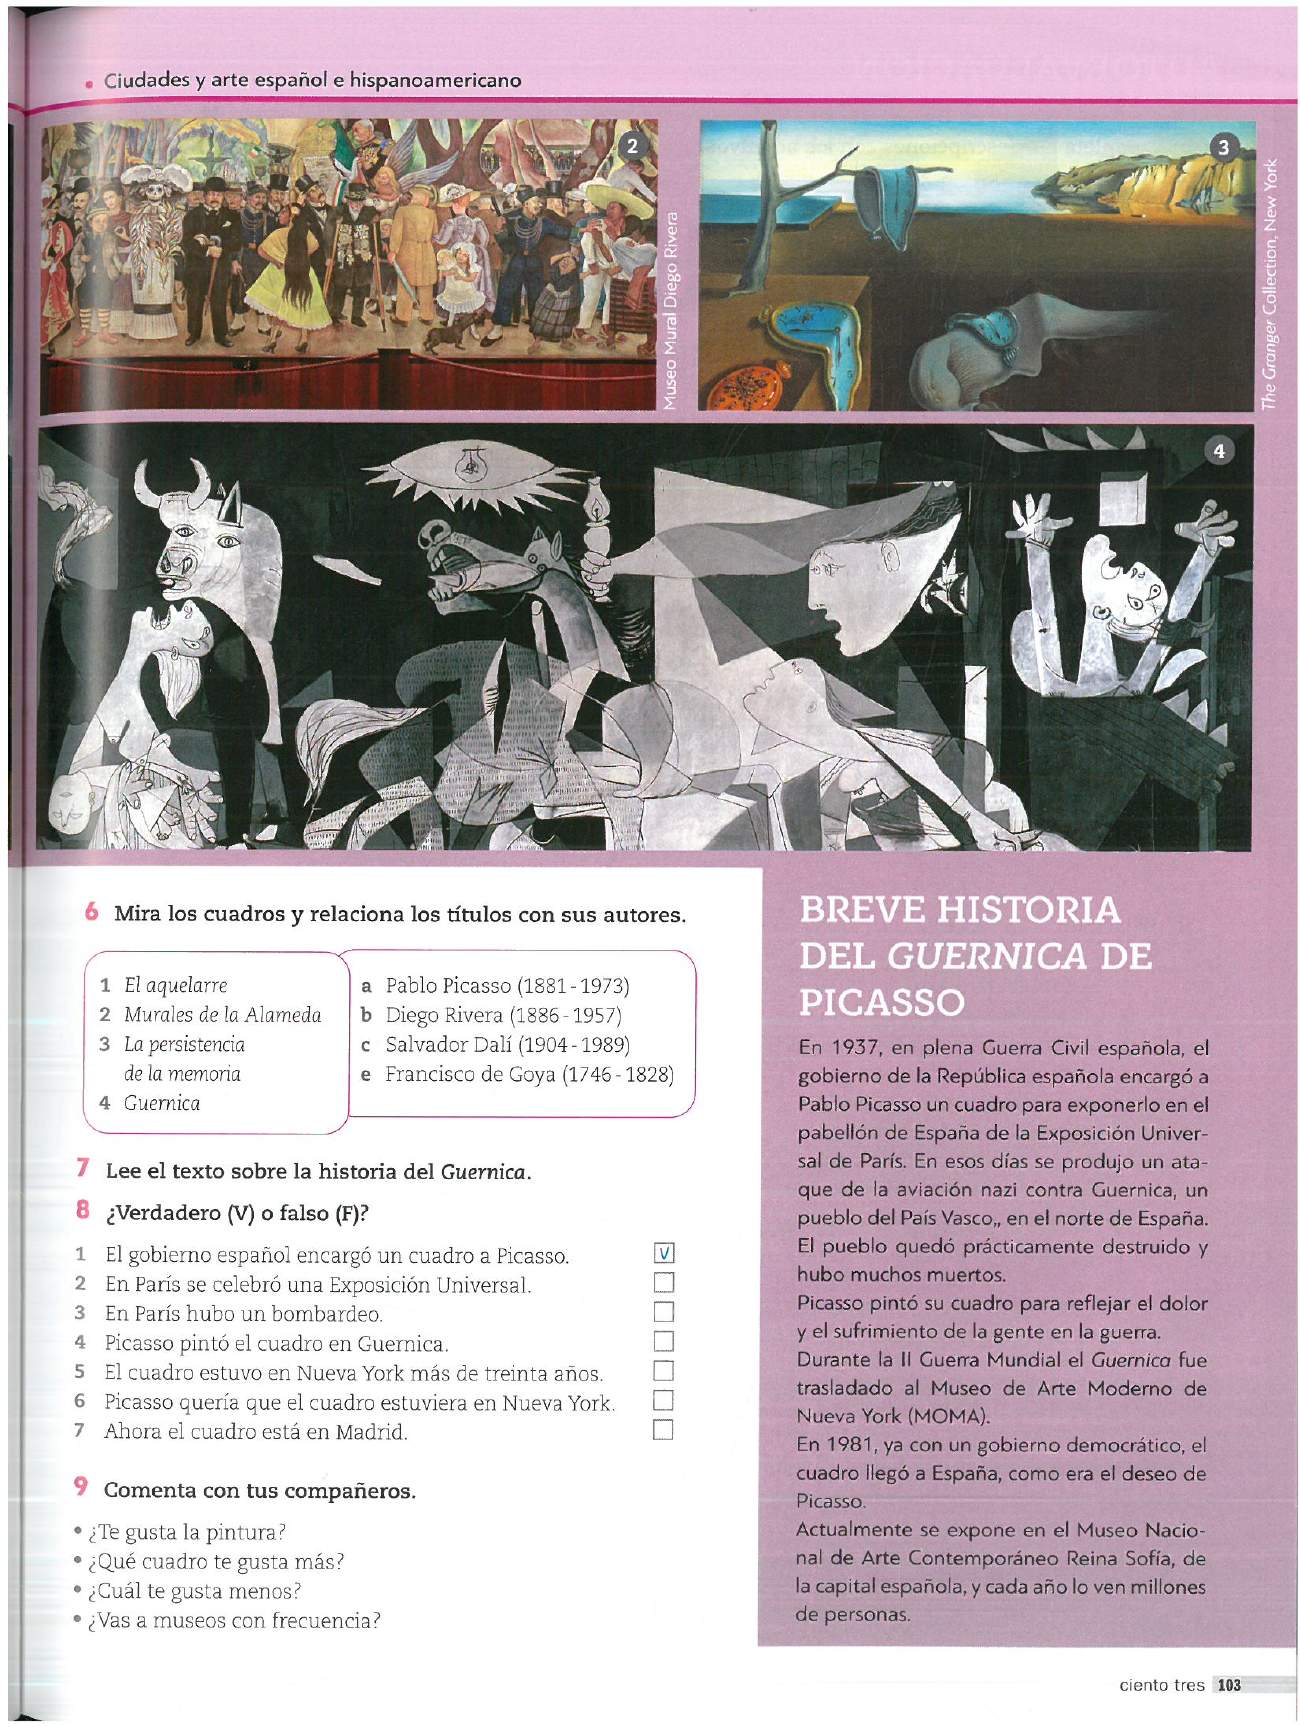 • Ciudades y arte español e hispanoamericano
2
Museo Mural Diego Rivera
3
The Granger Collection, New York
4
6 Mira los cuadros y relaciona los títulos con sus autores.
1 El aquelarre
2 Murales de la Alameda
3 La persistencia
de la memoria
4 Guernica
a Pablo Picasso (1881-1973)
b Diego Rivera (1886-1957)
c Salvador Dalí (1904-1989)
e Francisco de Goya (1746-1828)
7 Lee el texto sobre la historia del Guernica.
8 ¿Verdadero (V) o falso (F)?
1 El gobierno español encargó un cuadro a Picasso. V
2 En París se celebró una Exposición Universal.
3 En París hubo un bombardeo.
4 Picasso pintó el cuadro en Guernica.
5 El cuadro estuvo en Nueva York más de treinta años.
6 Picasso quería que el cuadro estuviera en Nueva York.
7 Ahora el cuadro está en Madrid.
9 Comenta con tus compañeros.
• ¿Te gusta la pintura?
• ¿Qué cuadro te gusta más?
• ¿Cuál te gusta menos?
• ¿Vas a museos con frecuencia?
BREVE HISTORIA
DEL GUERNICA DE
PICASSO
En 1937, en plena Guerra Civil española, el
gobierno de la República española encargó a
Pablo Picasso un cuadro para exponerlo en el
pabellón de España de la Exposición Univer-
sal de París. En esos días se produjo un ata-
que de la aviación nazi contra Guernica, un
pueblo del País Vasco,, en el norte de España.
El pueblo quedó prácticamente destruido y
hubo muchos muertos.
Picasso pintó su cuadro para reflejar el dolor
y el sufrimiento de la gente en la guerra.
Durante la II Guerra Mundial el Guernica fue
trasladado al Museo de Arte Moderno de
Nueva York (MOMA).
En 1981, ya con un gobierno democrático, el
cuadro llegó a España, como era el deseo de
Picasso.
Actualmente se expone en el Museo Nacio-
nal de Arte Contemporáneo Reina Sofía, de
la capital española, y cada año lo ven millones
de personas.
ciento tres 103